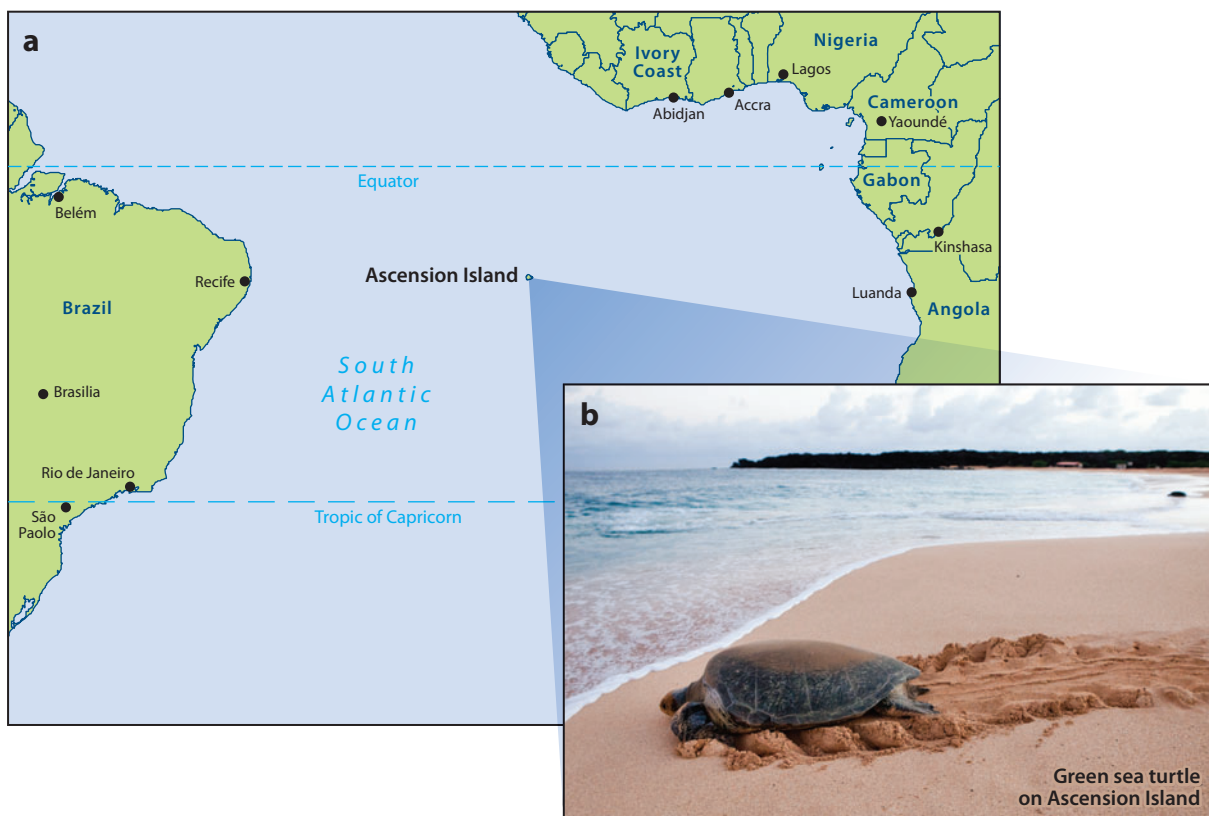 a
Ivory
Coast
Nigeria
Lagos
Accra
Abidjan
Cameroon
Yaoundé
Equator
Gabon
Belém
Kinshasa
Recife
Ascension Island
Luanda
Angola
Brazil
South
Atlantic
Ocean
Brasilia
Rio de Janeiro
São
Paolo
Tropic of Capricorn
b
Green sea turtle
on Ascension Island